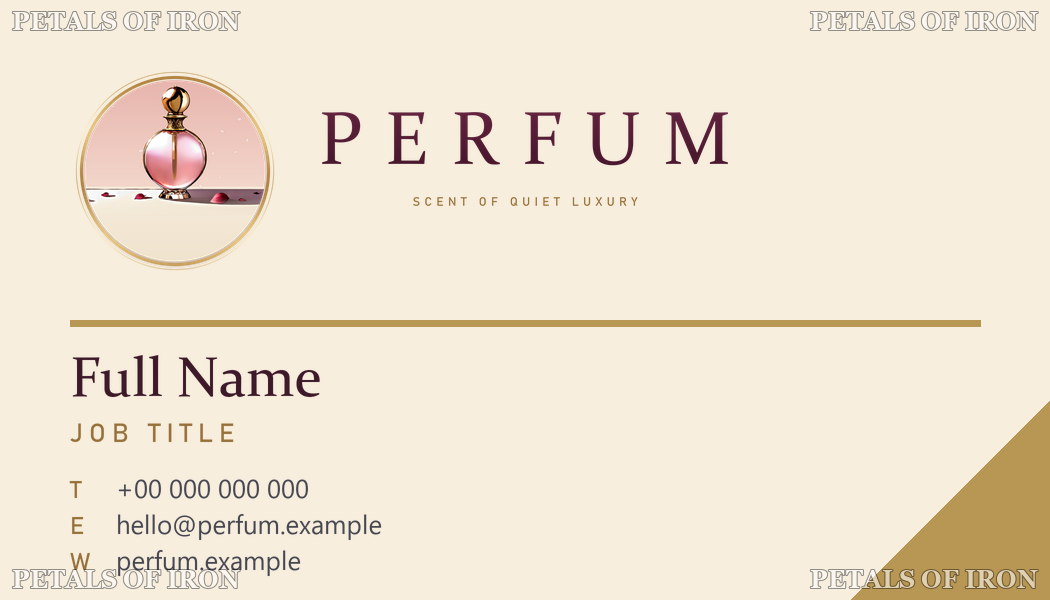 PETALS OF IRON PETALS OF IRON
PERFUM
SCENT OF QUIET LUXURY
Full Name
JOB TITLE
T +00 000 000 000
E hello@perfum.example
W perfum.example
PETALS OF IRON PETALS OF IRON